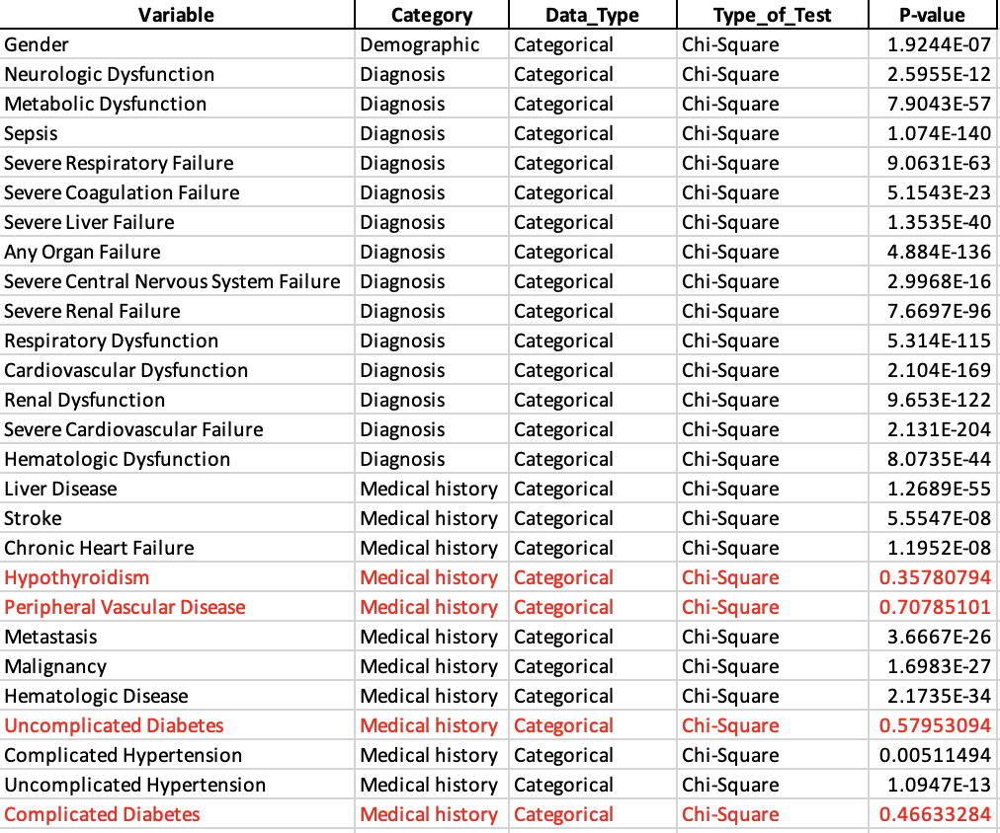 Variable Category Data_Type Type_of_Test P-value
Gender Demographic Categorical Chi-Square 1.9244E-07
Neurologic Dysfunction Diagnosis Categorical Chi-Square 2.5955E-12
Metabolic Dysfunction Diagnosis Categorical Chi-Square 7.9043E-57
Sepsis Diagnosis Categorical Chi-Square 1.074E-140
Severe Respiratory Failure Diagnosis Categorical Chi-Square 9.0631E-63
Severe Coagulation Failure Diagnosis Categorical Chi-Square 5.1543E-23
Severe Liver Failure Diagnosis Categorical Chi-Square 1.3535E-40
Any Organ Failure Diagnosis Categorical Chi-Square 4.884E-136
Severe Central Nervous System Failure Diagnosis Categorical Chi-Square 2.9968E-16
Severe Renal Failure Diagnosis Categorical Chi-Square 7.6697E-96
Respiratory Dysfunction Diagnosis Categorical Chi-Square 5.314E-115
Cardiovascular Dysfunction Diagnosis Categorical Chi-Square 2.104E-169
Renal Dysfunction Diagnosis Categorical Chi-Square 9.653E-122
Severe Cardiovascular Failure Diagnosis Categorical Chi-Square 2.131E-204
Hematologic Dysfunction Diagnosis Categorical Chi-Square 8.0735E-44
Liver Disease Medical history Categorical Chi-Square 1.2689E-55
Stroke Medical history Categorical Chi-Square 5.5547E-08
Chronic Heart Failure Medical history Categorical Chi-Square 1.1952E-08
Hypothyroidism Medical history Categorical Chi-Square 0.35780794
Peripheral Vascular Disease Medical history Categorical Chi-Square 0.70785101
Metastasis Medical history Categorical Chi-Square 3.6667E-26
Malignancy Medical history Categorical Chi-Square 1.6983E-27
Hematologic Disease Medical history Categorical Chi-Square 2.1735E-34
Uncomplicated Diabetes Medical history Categorical Chi-Square 0.57953094
Complicated Hypertension Medical history Categorical Chi-Square 0.00511494
Uncomplicated Hypertension Medical history Categorical Chi-Square 1.0947E-13
Complicated Diabetes Medical history Categorical Chi-Square 0.46633284